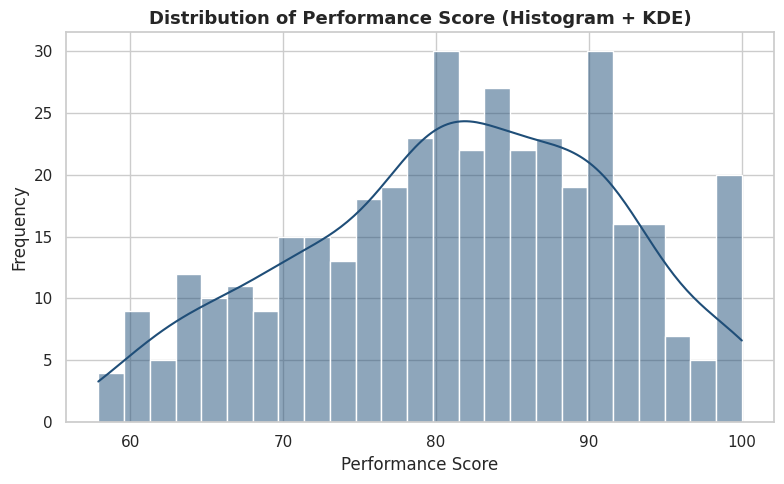 Distribution of Performance Score (Histogram + KDE)
30
25
20
15
10
5
0
Frequency
60 70 80 90 100
Performance Score